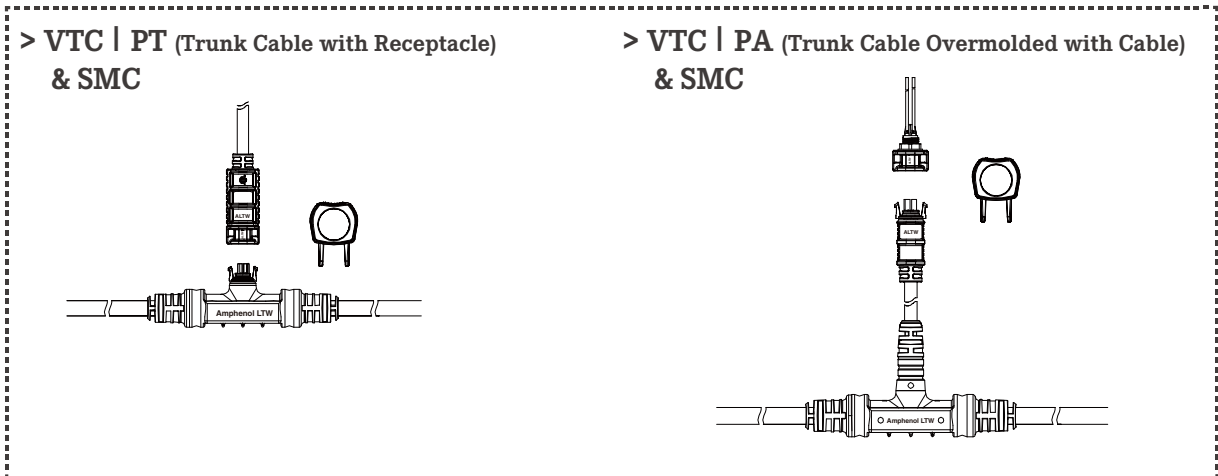 > VTC | PT (Trunk Cable with Receptacle)
& SMC
ALTW
Amphenol LTW
> VTC | PA (Trunk Cable Overmolded with Cable)
& SMC
ALTW
Amphenol LTW